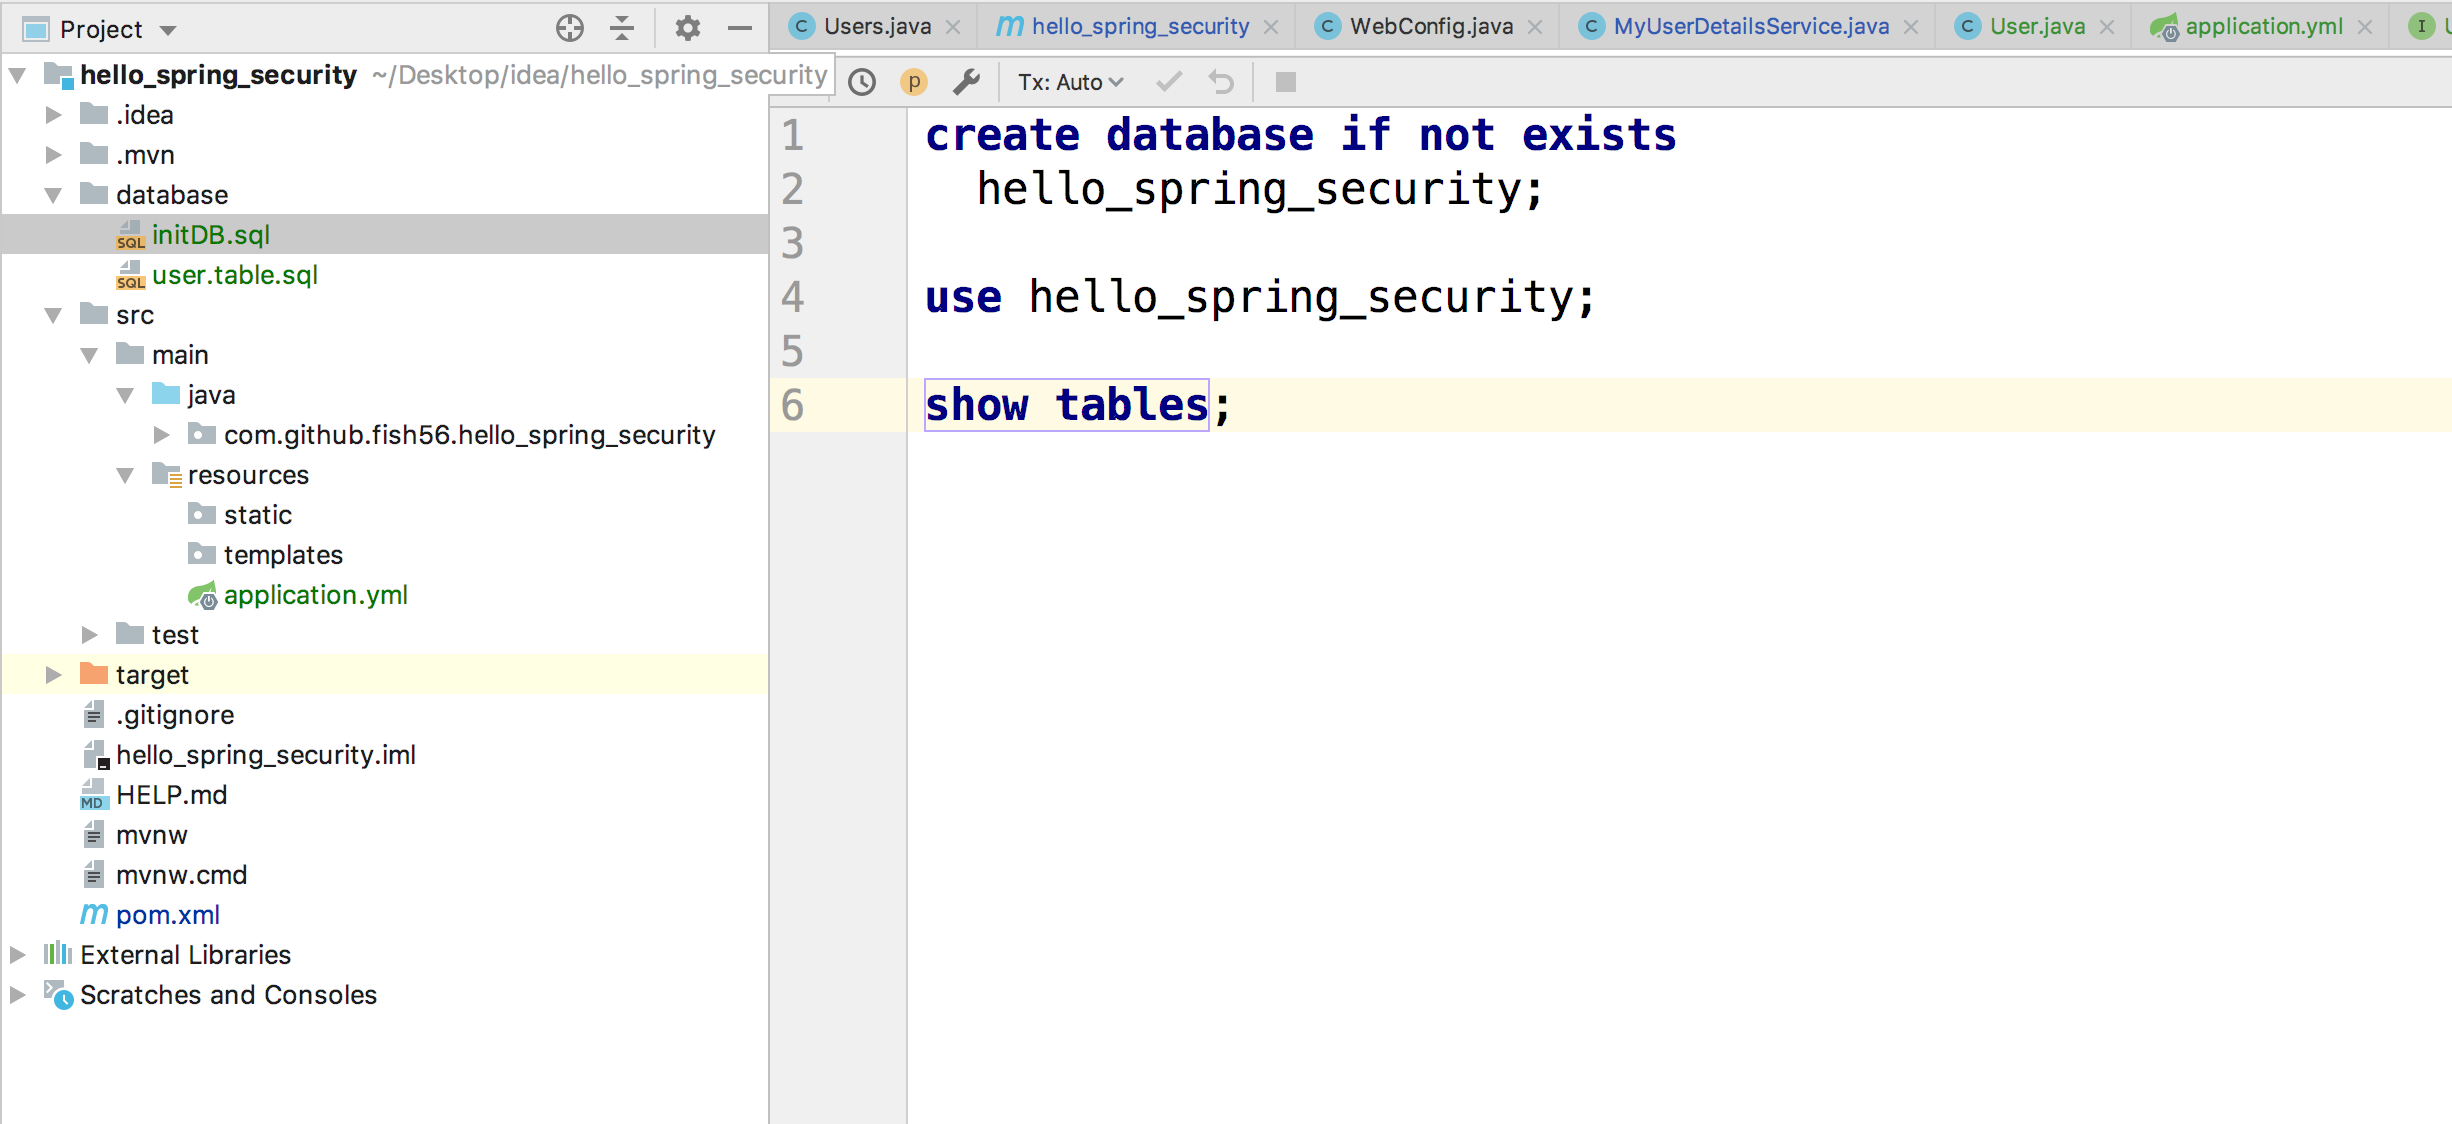 Project
Users.java
hello_spring_security
WebConfig.java
MyUserDetailsService.java
User.java
application.yml
hello_spring_security ~/Desktop/idea/hello_spring_security
.idea
.mvn
database
initDB.sql
user.table.sql
src
main
java
com.github.fish56.hello_spring_security
resources
static
templates
application.yml
test
target
.gitignore
hello_spring_security.iml
HELP.md
mvnw
mvnw.cmd
pom.xml
External Libraries
Scratches and Consoles
Tx: Auto
1 create database if not exists
2 hello_spring_security;
3
4 use hello_spring_security;
5
6 show tables;